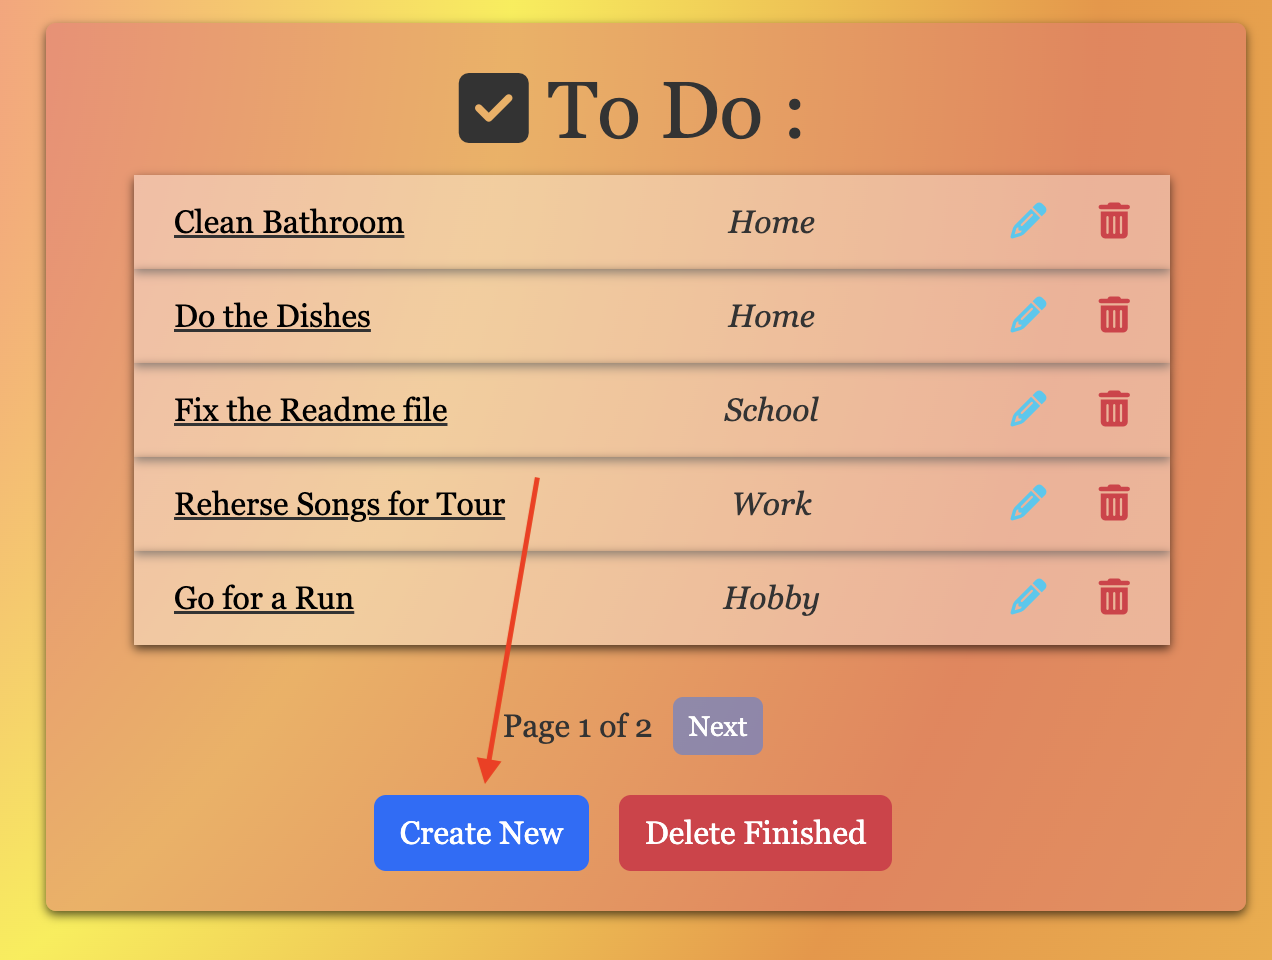 To Do :
Clean Bathroom Home
Do the Dishes Home
Fix the Readme file School
Reherse Songs for Tour Work
Go for a Run Hobby
Page 1 of 2 Next
Create New Delete Finished